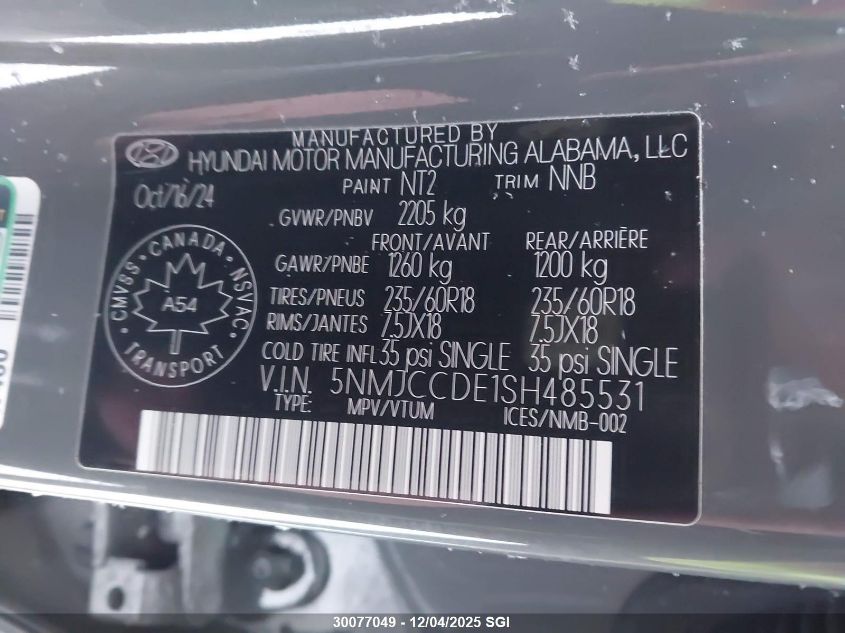 MANUFACTURED BY
HYUNDAI MOTOR MANUFACTURING ALABAMA, LLC
Oct/16/24
PAINT NT2 TRIM NNB
GVWR/PNBV 2205 kg
FRONT/AVANT REAR/ARRIÈRE
GAWR/PNBE 1260 kg 1200 kg
TIRES/PNEUS 235/60R18 235/60R18
RIMS/JANTES 7.5JX18 7.5JX18
COLD TIRE INFL 35 psi SINGLE 35 psi SINGLE
V.I.N. 5NMJCCDE1SH485531
TYPE: MPV/VTUM ICES/NMB-002
CANADA
CMVSS NSVAC
A54
TRANSPORT
30077049 - 12/04/2025 SGI